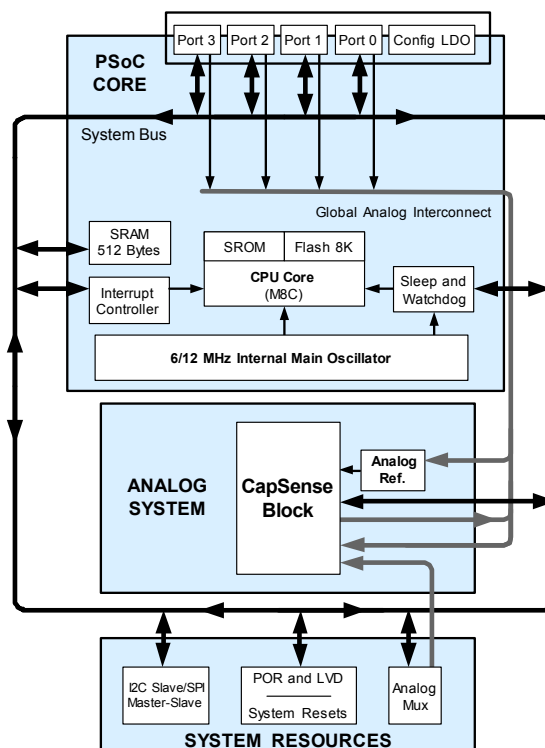 Port 3 Port 2 Port 1 Port 0 Config LDO
PSoC
CORE
System Bus
Global Analog Interconnect
SRAM
512 Bytes
SROM Flash 8K
CPU Core
(M8C)
Interrupt
Controller
Sleep and
Watchdog
6/12 MHz Internal Main Oscillator
ANALOG
SYSTEM
CapSense
Block
Analog
Ref.
I2C Slave/SPI
Master-Slave
POR and LVD
System Resets
Analog
Mux
SYSTEM RESOURCES